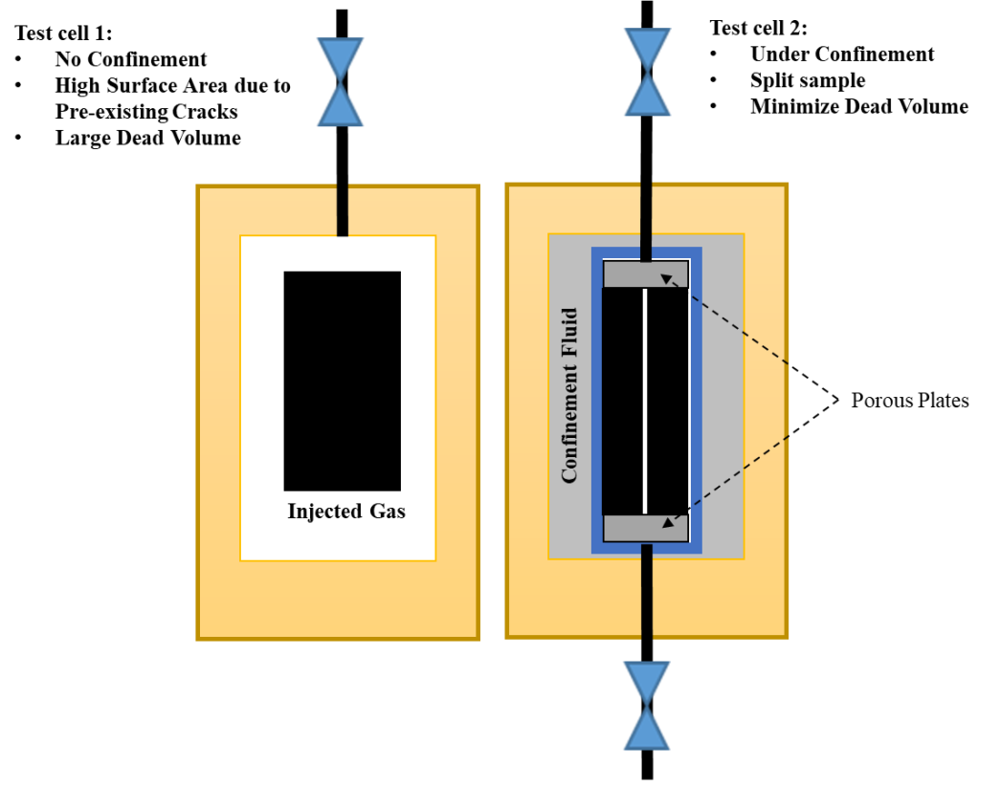 Test cell 1:
• No Confinement
• High Surface Area due to
Pre-existing Cracks
• Large Dead Volume
Test cell 2:
• Under Confinement
• Split sample
• Minimize Dead Volume
Injected Gas
Confinement Fluid
Porous Plates